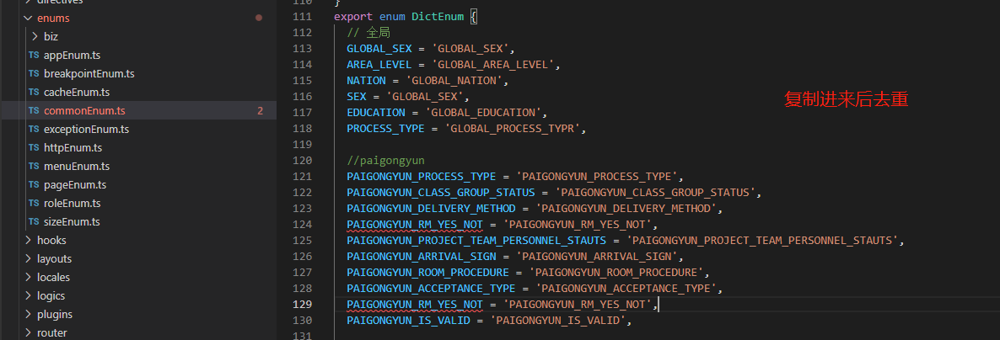 directives
enums
biz
TS appEnum.ts
TS breakpointEnum.ts
TS cacheEnum.ts
TS commonEnum.ts 2
TS exceptionEnum.ts
TS httpEnum.ts
TS menuEnum.ts
TS pageEnum.ts
TS roleEnum.ts
TS sizeEnum.ts
hooks
layouts
locales
logics
plugins
router
110 }
111 export enum DictEnum {
112 // 全局
113 GLOBAL_SEX = 'GLOBAL_SEX',
114 AREA_LEVEL = 'GLOBAL_AREA_LEVEL',
115 NATION = 'GLOBAL_NATION',
116 SEX = 'GLOBAL_SEX',
117 EDUCATION = 'GLOBAL_EDUCATION',
118 PROCESS_TYPE = 'GLOBAL_PROCESS_TYPR',
119
120 //paigongyun
121 PAIGONGYUN_PROCESS_TYPE = 'PAIGONGYUN_PROCESS_TYPE',
122 PAIGONGYUN_CLASS_GROUP_STATUS = 'PAIGONGYUN_CLASS_GROUP_STATUS',
123 PAIGONGYUN_DELIVERY_METHOD = 'PAIGONGYUN_DELIVERY_METHOD',
124 PAIGONGYUN_RM_YES_NOT = 'PAIGONGYUN_RM_YES_NOT',
125 PAIGONGYUN_PROJECT_TEAM_PERSONNEL_STAUTS = 'PAIGONGYUN_PROJECT_TEAM_PERSONNEL_STAUTS',
126 PAIGONGYUN_ARRIVAL_SIGN = 'PAIGONGYUN_ARRIVAL_SIGN',
127 PAIGONGYUN_ROOM_PROCEDURE = 'PAIGONGYUN_ROOM_PROCEDURE',
128 PAIGONGYUN_ACCEPTANCE_TYPE = 'PAIGONGYUN_ACCEPTANCE_TYPE',
129 PAIGONGYUN_RM_YES_NOT = 'PAIGONGYUN_RM_YES_NOT',
130 PAIGONGYUN_IS_VALID = 'PAIGONGYUN_IS_VALID',
131
复制进来后去重